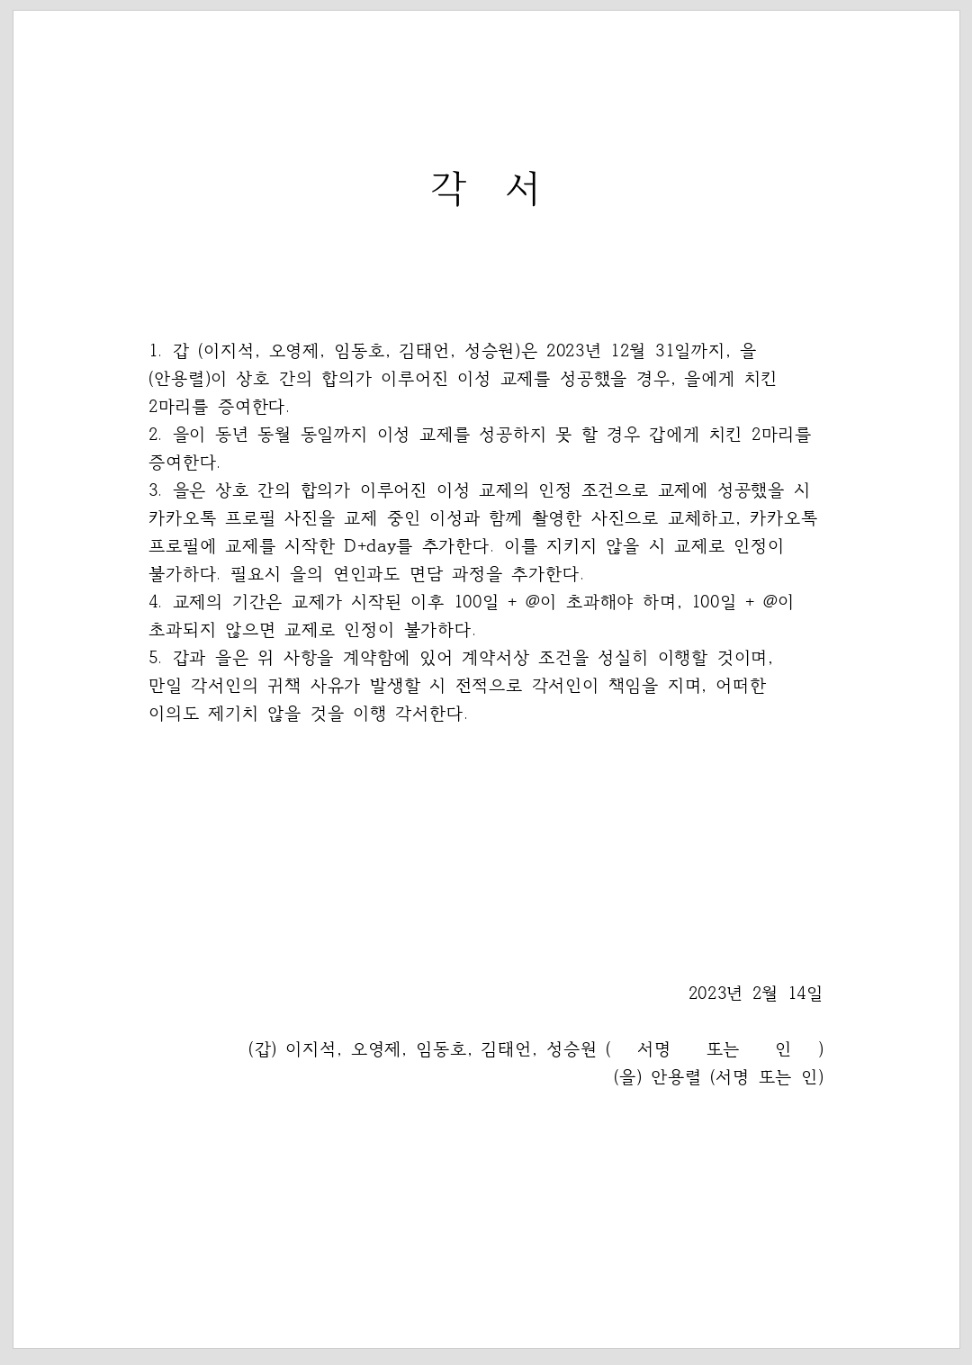 각 서
1. 갑 (이지석, 오영제, 임동호, 김태언, 성승원)은 2023년 12월 31일까지, 을
(안용렬)이 상호 간의 합의가 이루어진 이성 교제를 성공했을 경우, 을에게 치킨
2마리를 증여한다.
2. 을이 동년 동월 동일까지 이성 교제를 성공하지 못 할 경우 갑에게 치킨 2마리를
증여한다.
3. 을은 상호 간의 합의가 이루어진 이성 교제의 인정 조건으로 교제에 성공했을 시
카카오톡 프로필 사진을 교제 중인 이성과 함께 촬영한 사진으로 교체하고, 카카오톡
프로필에 교제를 시작한 D+day를 추가한다. 이를 지키지 않을 시 교제로 인정이
불가하다. 필요시 을의 연인과도 면담 과정을 추가한다.
4. 교제의 기간은 교제가 시작된 이후 100일 + @이 초과해야 하며, 100일 + @이
초과되지 않으면 교제로 인정이 불가하다.
5. 갑과 을은 위 사항을 계약함에 있어 계약서상 조건을 성실히 이행할 것이며,
만일 각서인의 귀책 사유가 발생할 시 전적으로 각서인이 책임을 지며, 어떠한
이의도 제기치 않을 것을 이행 각서한다.
2023년 2월 14일
(갑) 이지석, 오영제, 임동호, 김태언, 성승원 ( 서명 또는 인 )
(을) 안용렬 (서명 또는 인)